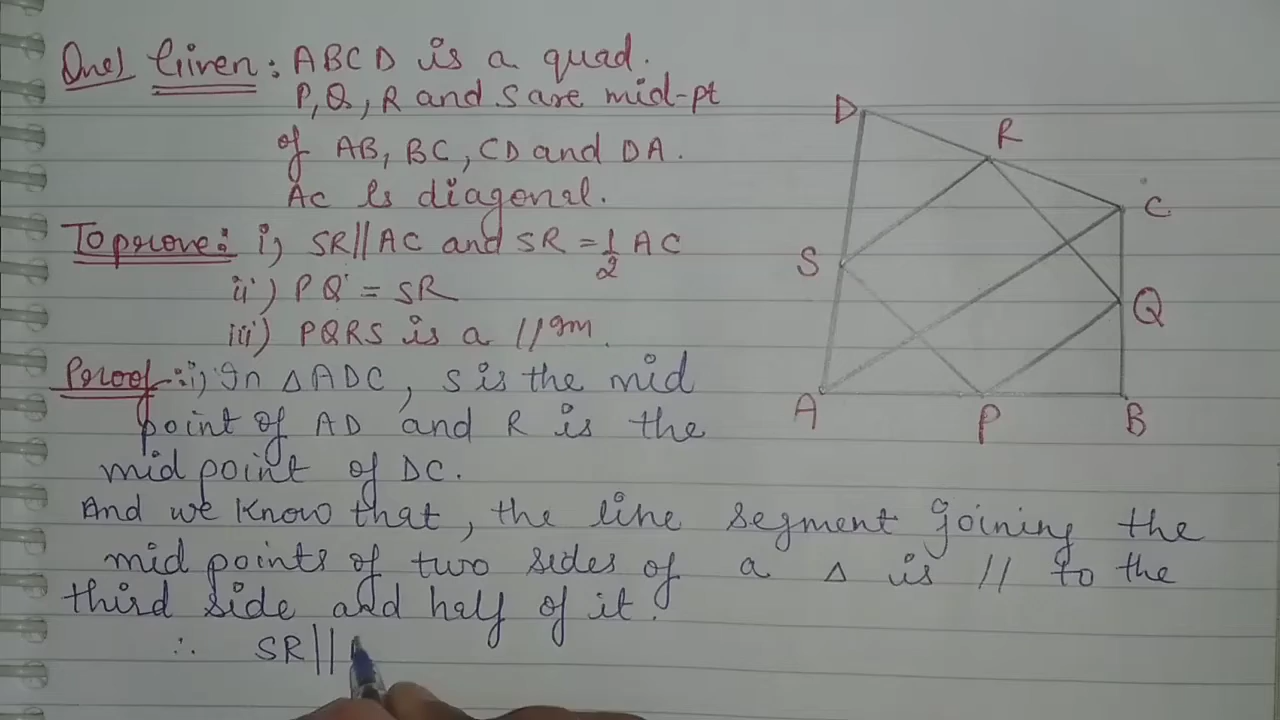 Que1 Given: ABCD is a quad.
P, Q, R and S are mid-pt
of AB, BC, CD and DA.
AC is diagonal.
To prove: i) SR || AC and SR = 1/2 AC
ii) PQ = SR
iii) PQRS is a //gm.
Proof: i) In △ADC, S is the mid
point of AD and R is the
mid point of DC.
And we know that, the line segment joining the
mid points of two sides of a △ is // to the
third side and half of it.
∴ SR ||
D
R
C
S
Q
A
P
B